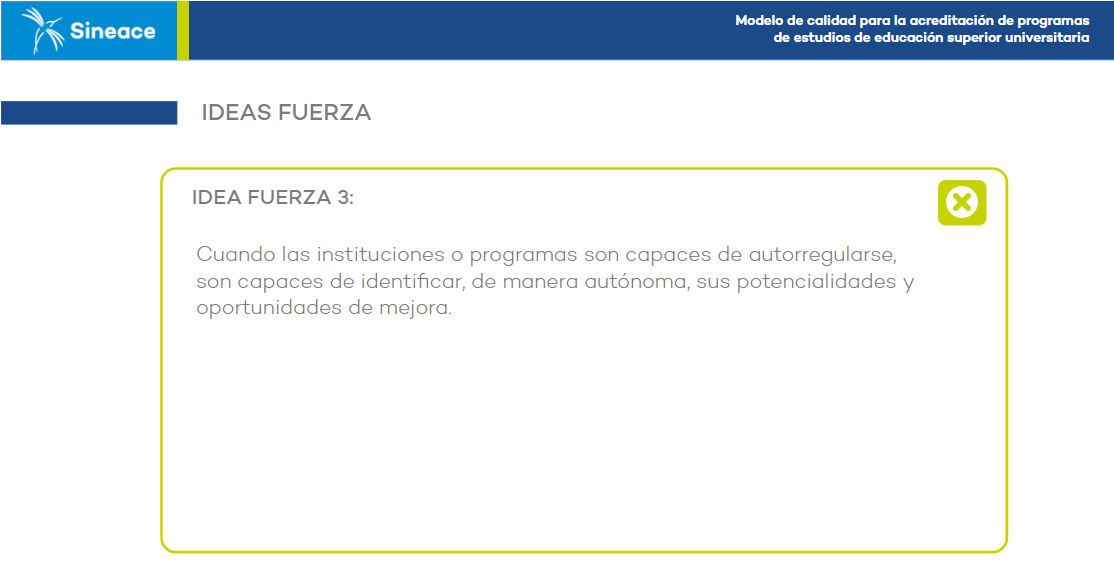 Sineace
Modelo de calidad para la acreditación de programas
de estudios de educación superior universitaria
IDEAS FUERZA
IDEA FUERZA 3:
Cuando las instituciones o programas son capaces de autorregularse,
son capaces de identificar, de manera autónoma, sus potencialidades y
oportunidades de mejora.